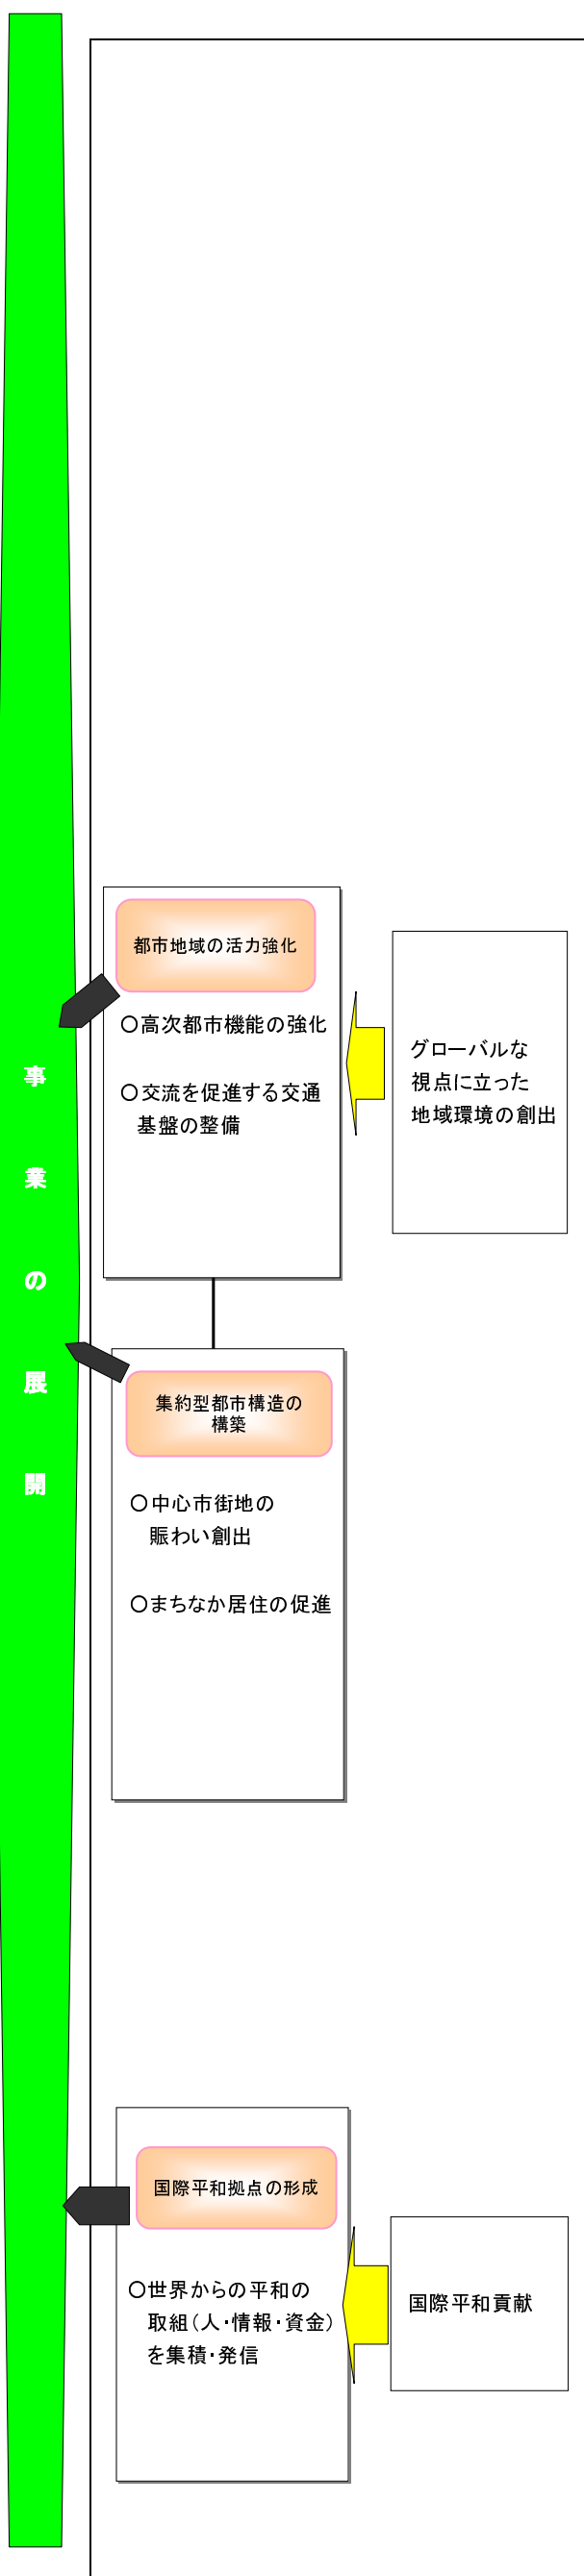 都市地域の活力強化
〇高次都市機能の強化
〇交流を促進する交通
基盤の整備
グローバルな
視点に立った
地域環境の創出
事
業
の
展
開
集約型都市構造の
構築
〇中心市街地の
賑わい創出
〇まちなか居住の促進
国際平和拠点の形成
〇世界からの平和の
取組(人・情報・資金)
を集積・発信
国際平和貢献